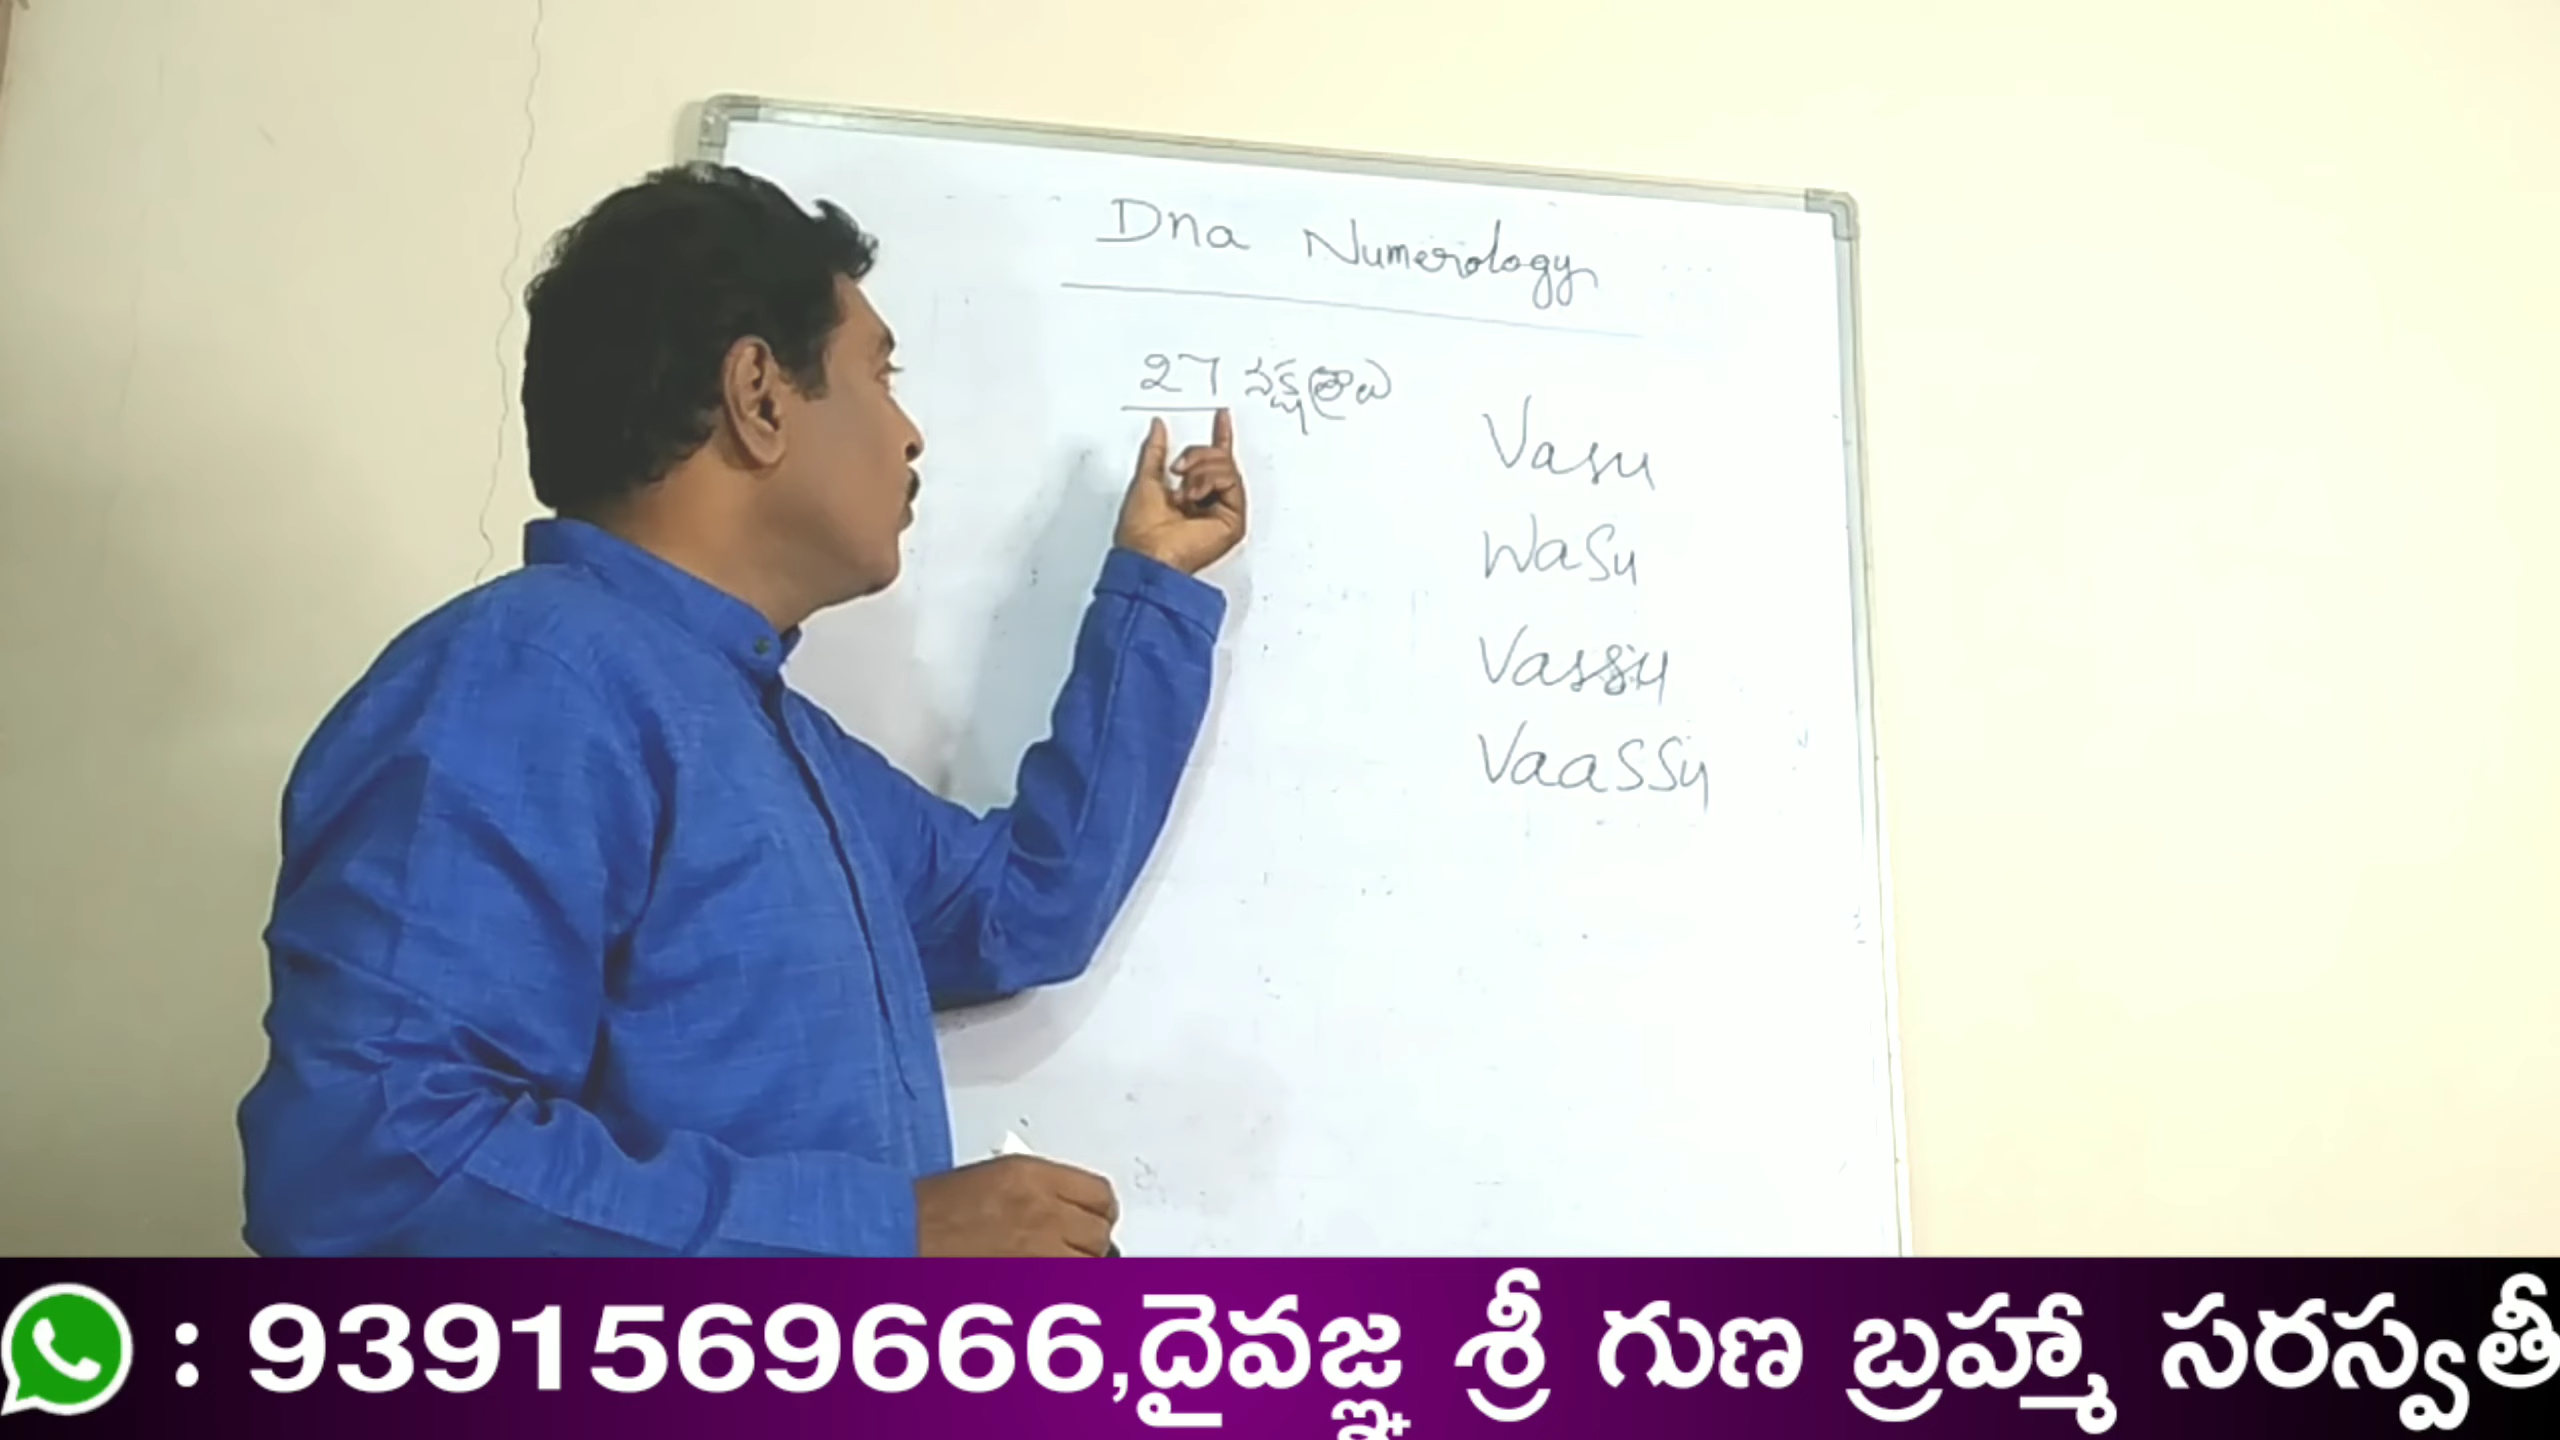 Dna Numerology
27 నక్షత్రాలు
Vasu
Wasu
Vassu
Vaassu
: 9391569666,దైవజ్ఞ శ్రీ గుణ బ్రహ్మా సరస్వతీ